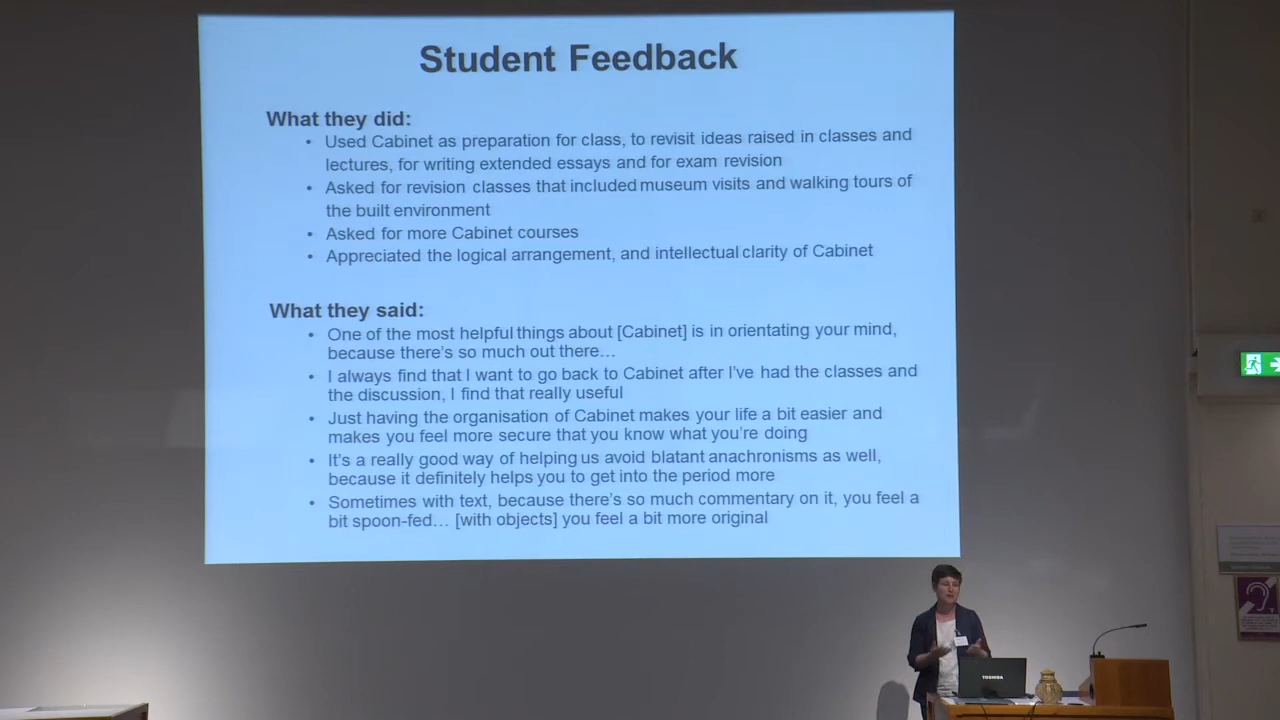 Student Feedback
What they did:
• Used Cabinet as preparation for class, to revisit ideas raised in classes and
lectures, for writing extended essays and for exam revision
• Asked for revision classes that included museum visits and walking tours of
the built environment
• Asked for more Cabinet courses
• Appreciated the logical arrangement, and intellectual clarity of Cabinet
What they said:
• One of the most helpful things about [Cabinet] is in orientating your mind,
because there's so much out there…
• I always find that I want to go back to Cabinet after I've had the classes and
the discussion, I find that really useful
• Just having the organisation of Cabinet makes your life a bit easier and
makes you feel more secure that you know what you're doing
• It's a really good way of helping us avoid blatant anachronisms as well,
because it definitely helps you to get into the period more
• Sometimes with text, because there's so much commentary on it, you feel a
bit spoon-fed… [with objects] you feel a bit more original
TOSHIBA